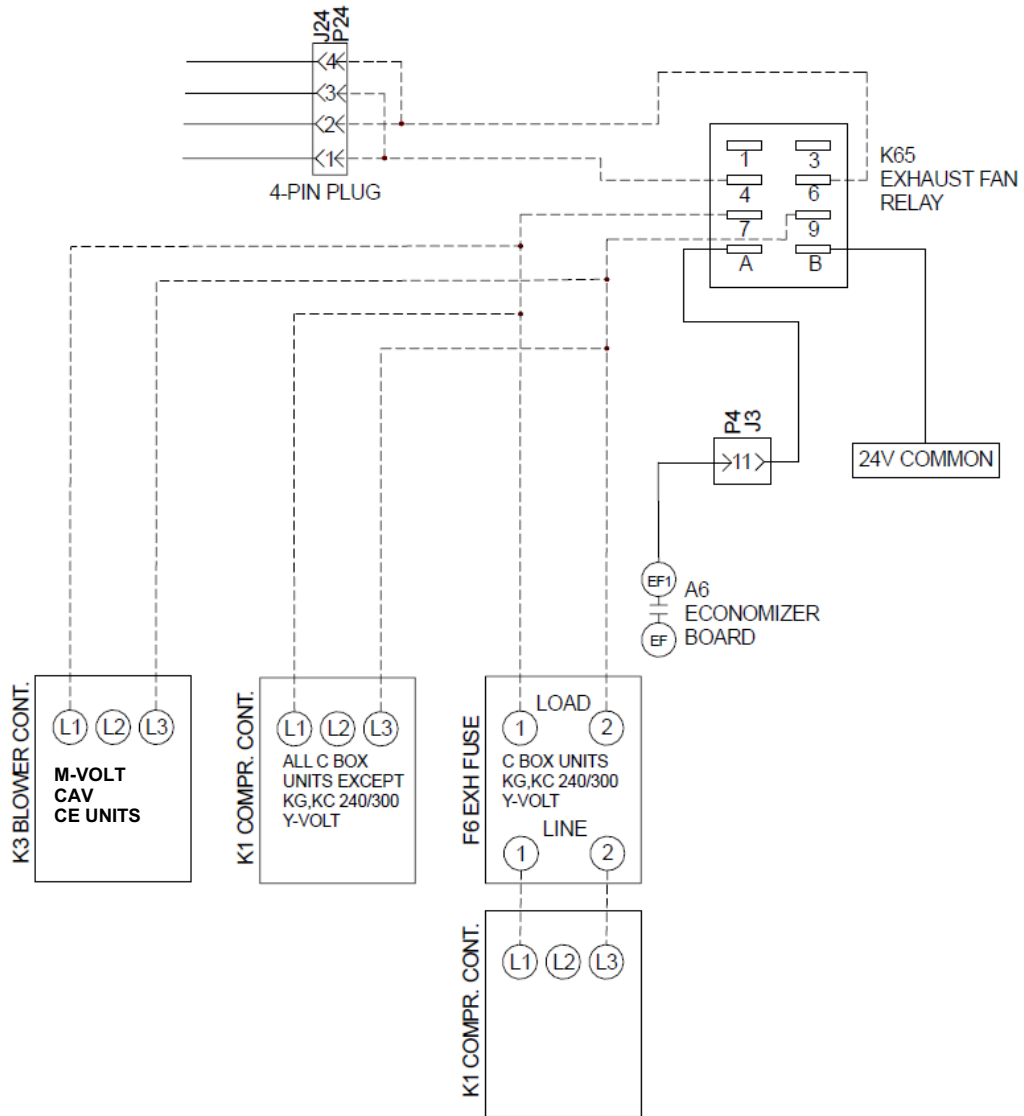 J24
P24
4
3
2
1
4-PIN PLUG
1 3
4 6
7 9
A B
K65
EXHAUST FAN
RELAY
P4
J3
11
24V COMMON
EF1
EF
A6
ECONOMIZER
BOARD
K3 BLOWER CONT.
L1 L2 L3
M-VOLT
CAV
CE UNITS
K1 COMPR. CONT.
L1 L2 L3
ALL C BOX
UNITS EXCEPT
KG,KC 240/300
Y-VOLT
F6 EXH FUSE
LOAD
1 2
C BOX UNITS
KG,KC 240/300
Y-VOLT
LINE
1 2
K1 COMPR. CONT.
L1 L2 L3